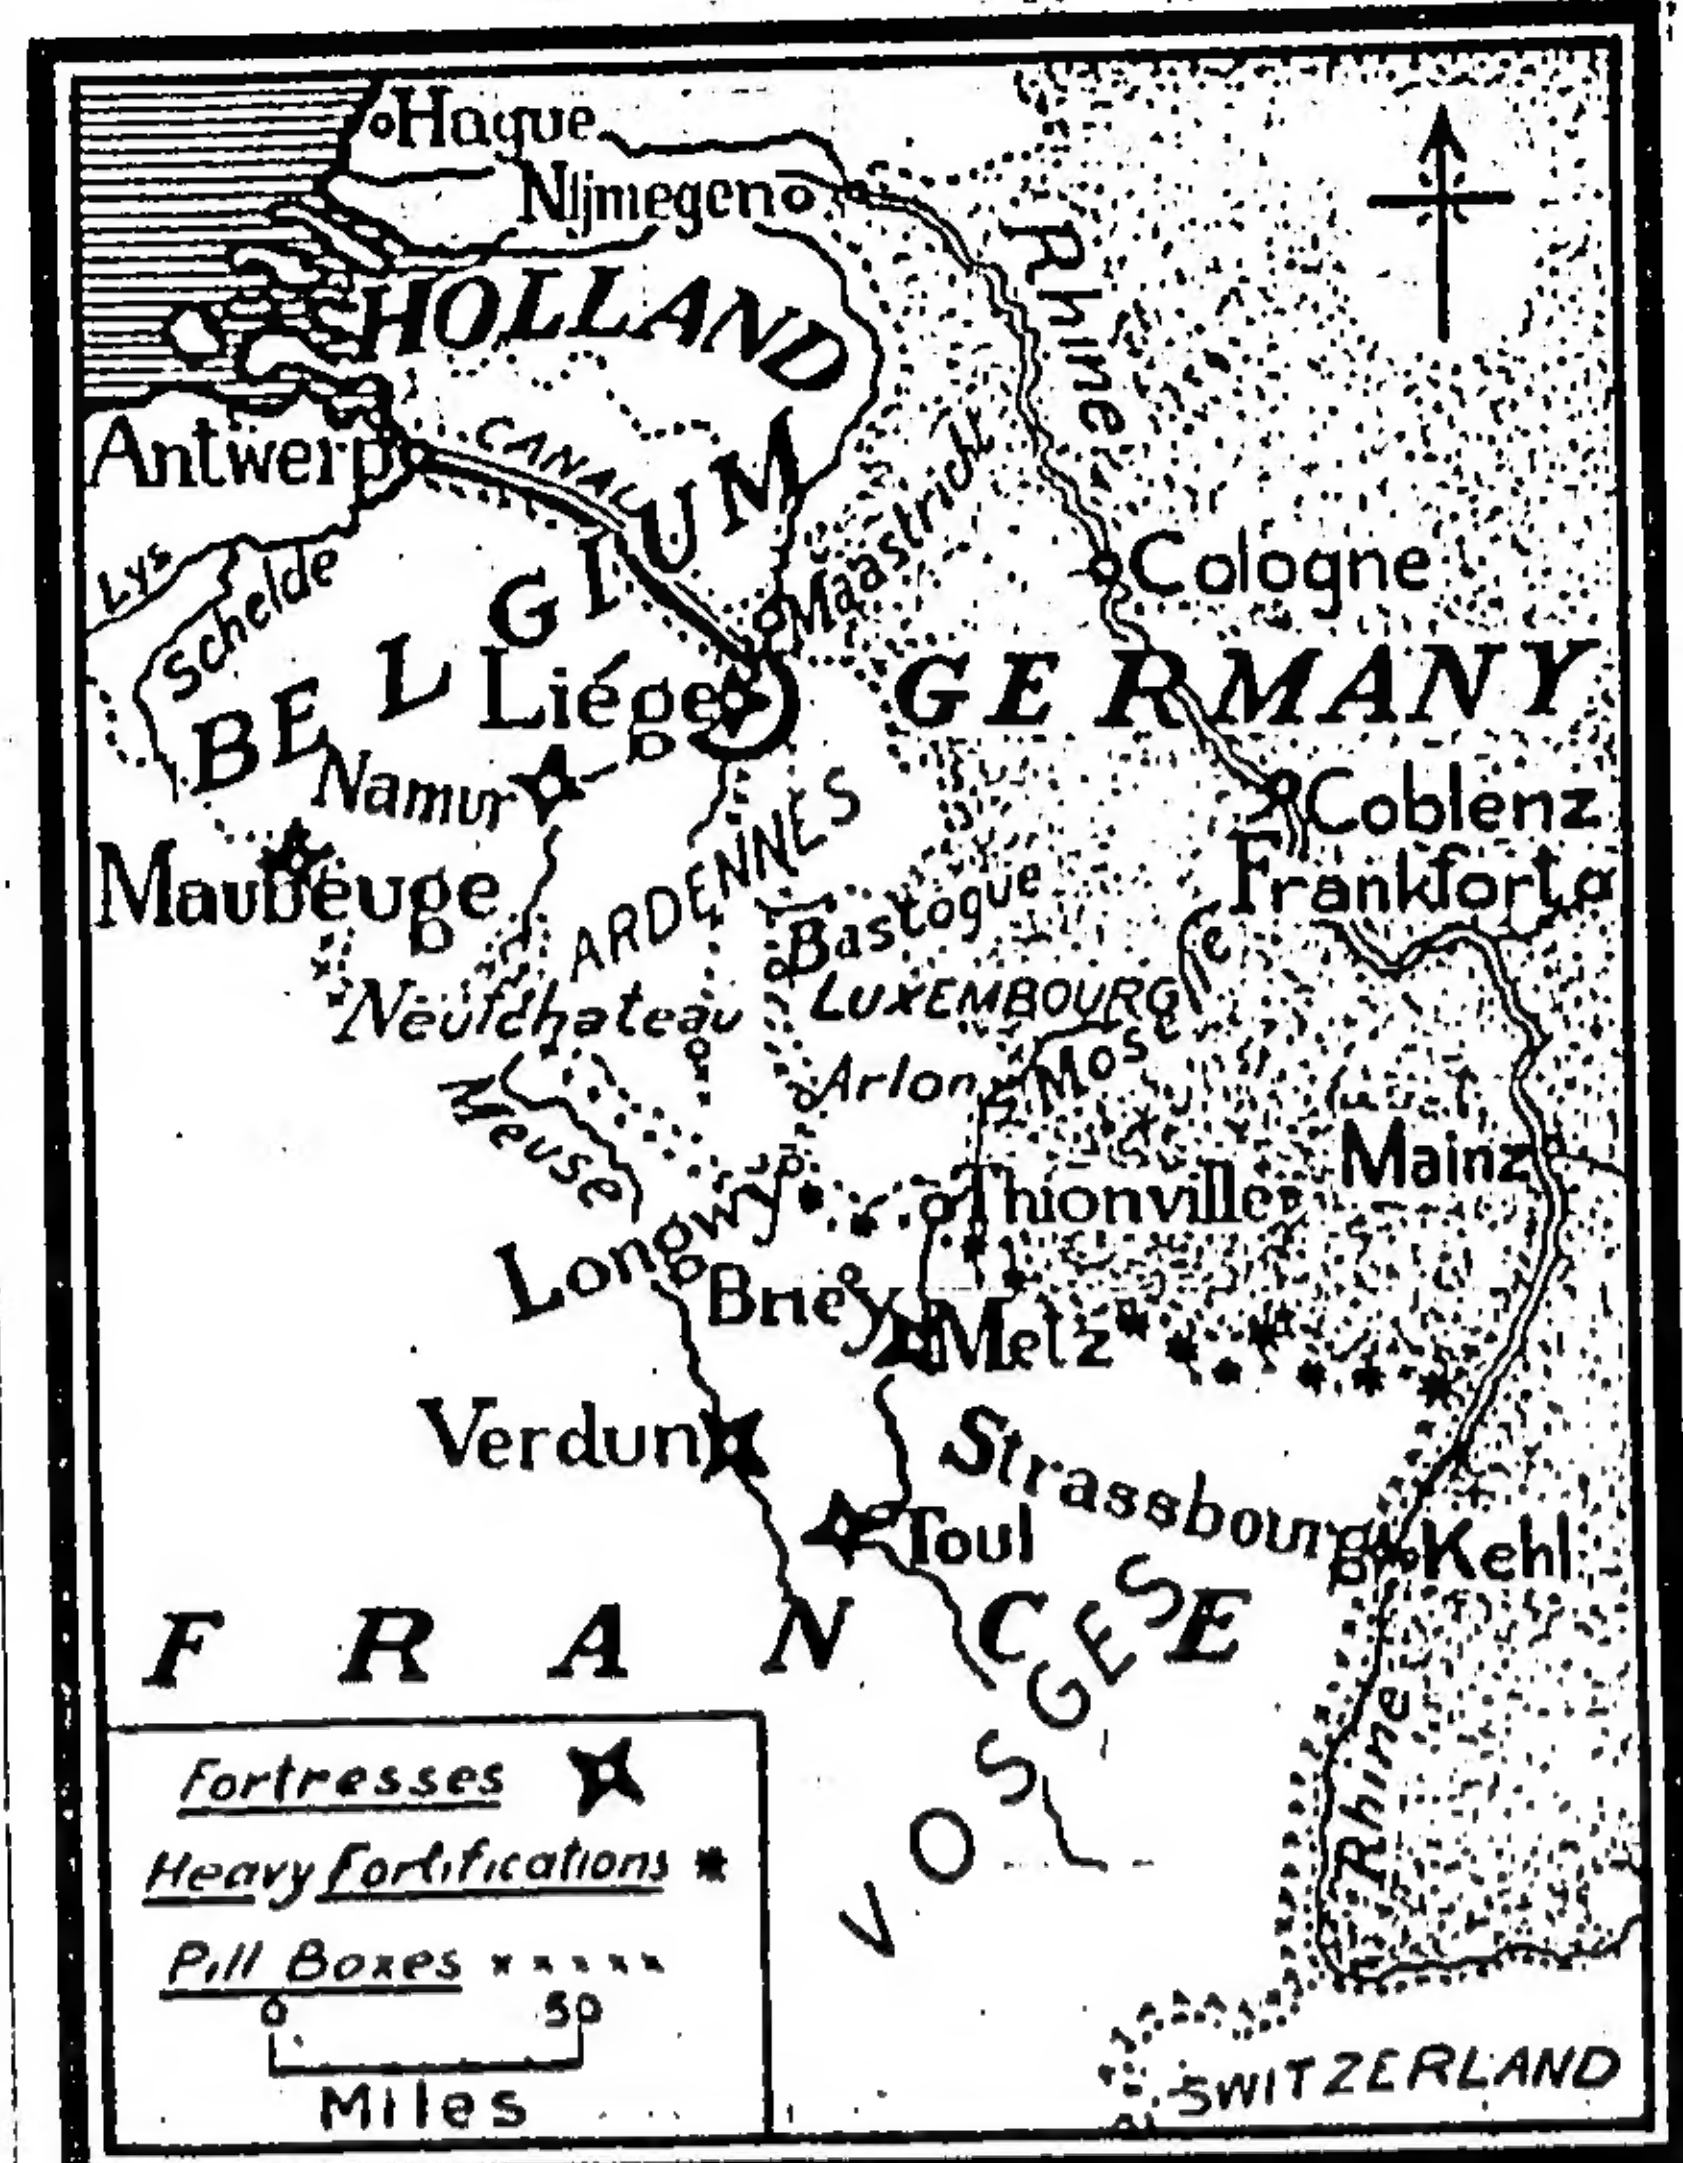 Hague
Nijmegen
HOLLAND
Rhine
Antwerp
CANAL
BELGIUM
Maastricht
Lys
Schelde
Cologne
Liége
GERMANY
Namur
Coblenz
Maubeuge
ARDENNES
Frankfort
Bastogue
Neufchateau
LUXEMBOURG
Moselle
Arlon
Meuse
Mainz
Thionville
Longwy
Briey
Metz
Verdun
Strassbourg
Toul
Kehl
FRANCE
VOSGES
Rhine
Fortresses
Heavy Fortifications
Pill Boxes
0 50
Miles
SWITZERLAND